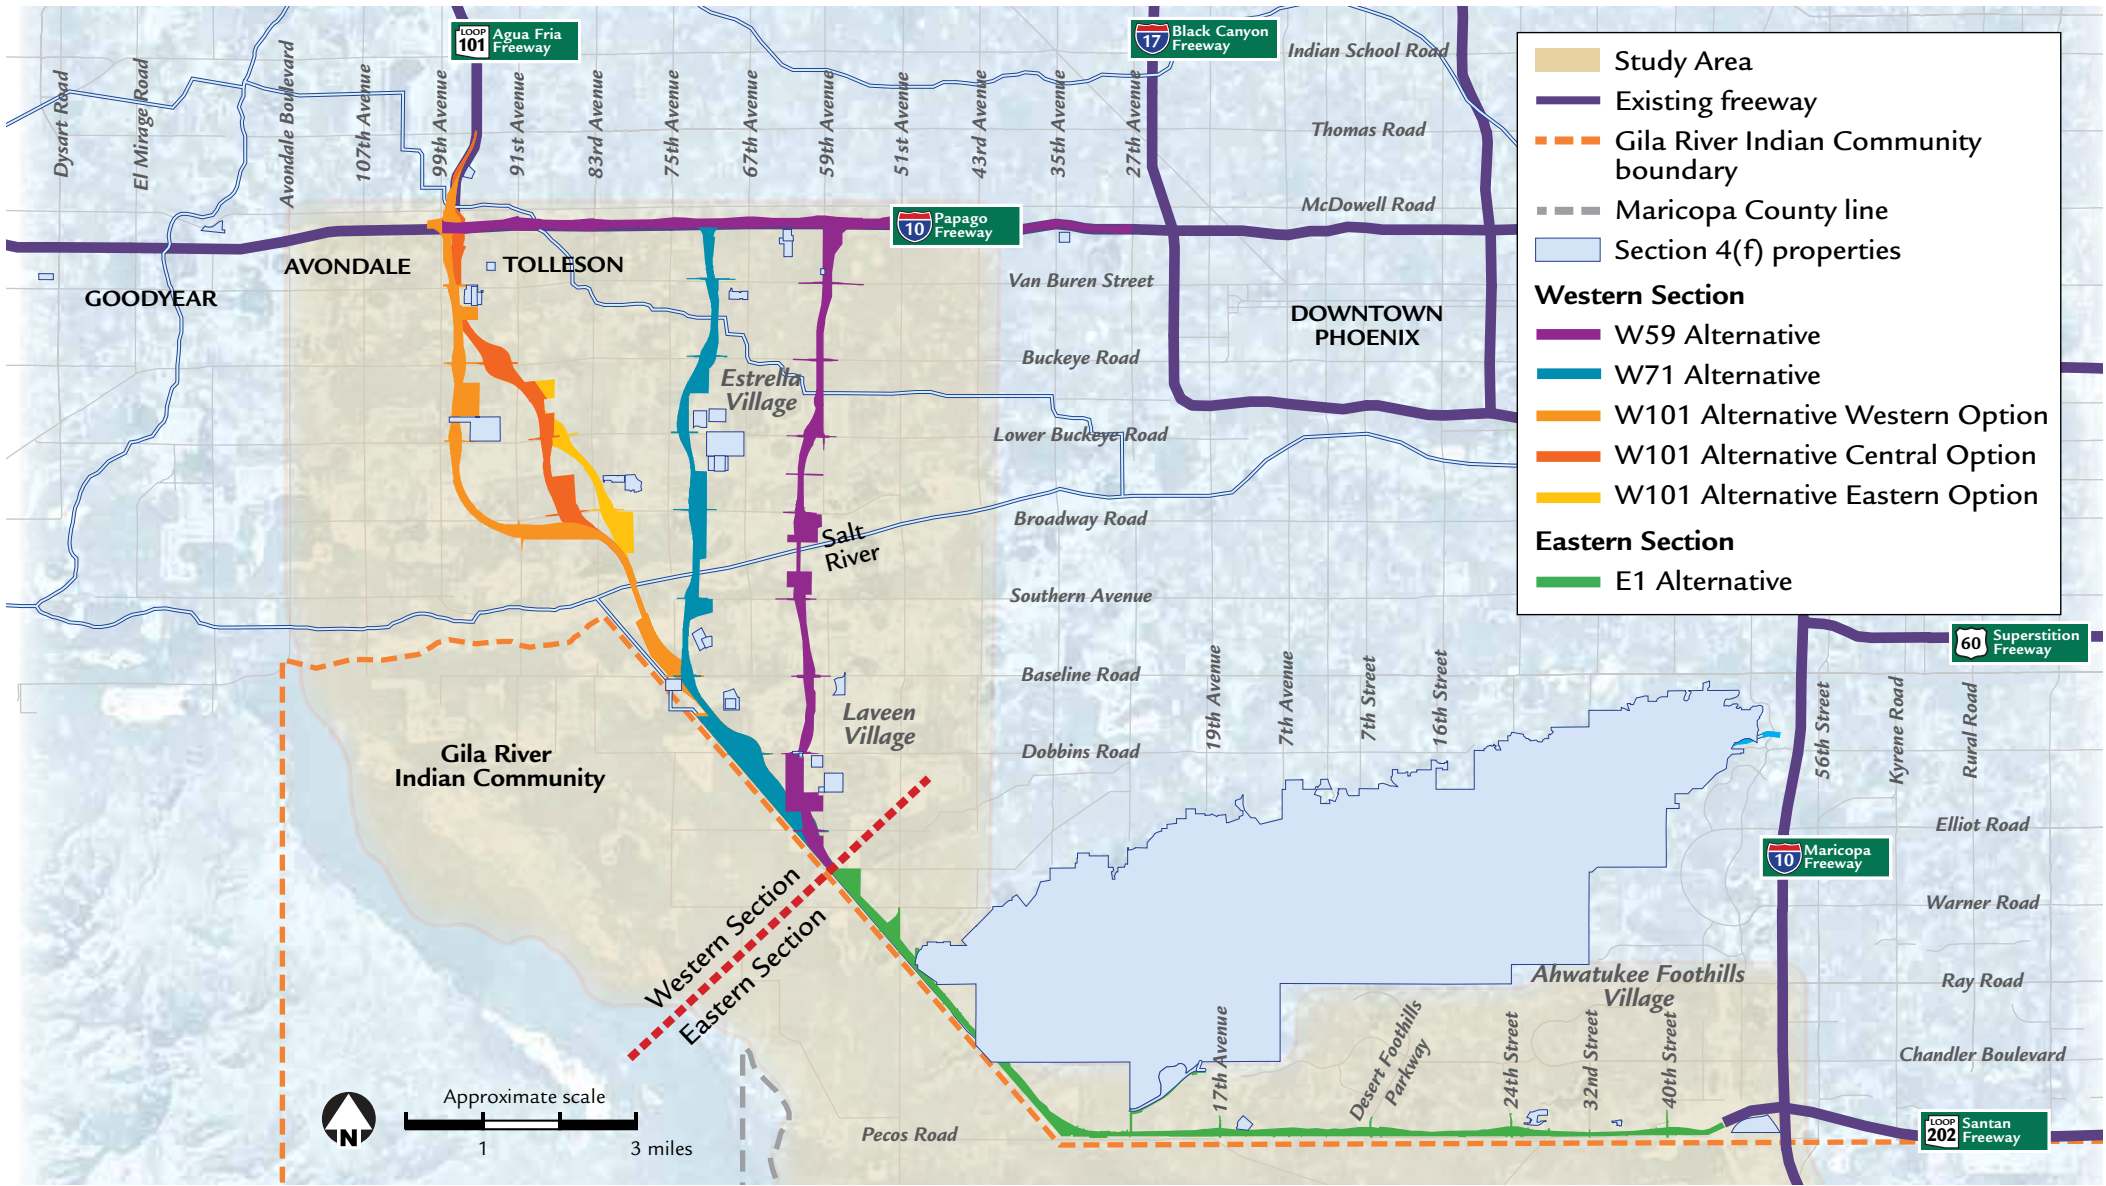 LOOP
101
Agua Fria
Freeway
17
Black Canyon
Freeway
Indian School Road
Thomas Road
McDowell Road
Dysart Road
El Mirage Road
Avondale Boulevard
107th Avenue
99th Avenue
91st Avenue
83rd Avenue
75th Avenue
67th Avenue
59th Avenue
51st Avenue
43rd Avenue
35th Avenue
27th Avenue
10
Papago
Freeway
AVONDALE
TOLLESON
GOODYEAR
Van Buren Street
DOWNTOWN
PHOENIX
Buckeye Road
Estrella
Village
Lower Buckeye Road
Broadway Road
Salt
River
Southern Avenue
Baseline Road
Laveen
Village
Dobbins Road
Gila River
Indian Community
19th Avenue
7th Avenue
7th Street
16th Street
Western Section
Eastern Section
Study Area
Existing freeway
Gila River Indian Community
boundary
Maricopa County line
Section 4(f) properties
Western Section
W59 Alternative
W71 Alternative
W101 Alternative Western Option
W101 Alternative Central Option
W101 Alternative Eastern Option
Eastern Section
E1 Alternative
60
Superstition
Freeway
56th Street
Kyrene Road
Rural Road
Elliot Road
10
Maricopa
Freeway
Warner Road
Ahwatukee Foothills
Village
Ray Road
Chandler Boulevard
17th Avenue
Desert Foothills
Parkway
24th Street
32nd Street
40th Street
LOOP
202
Santan
Freeway
Pecos Road
N
Approximate scale
1
3 miles